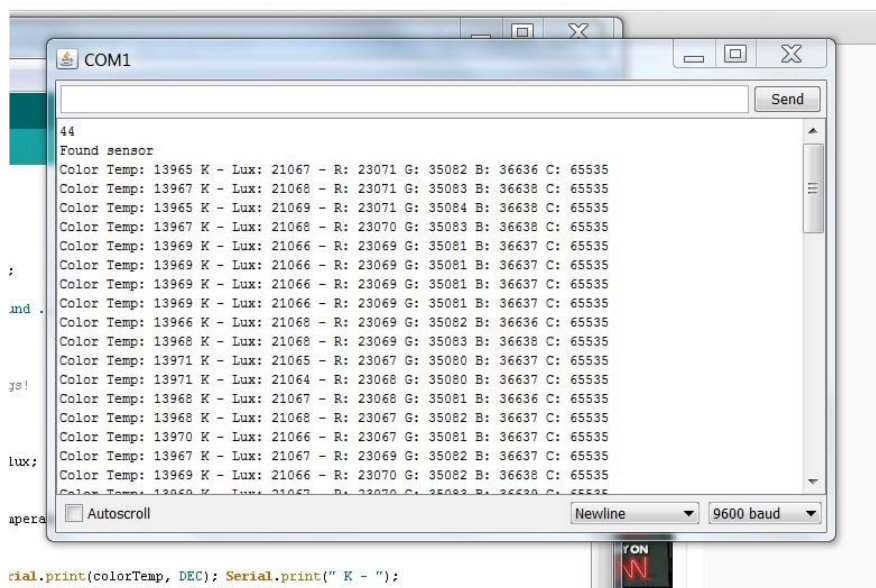 COM1
Send
44
Found sensor
Color Temp: 13965 K - Lux: 21067 - R: 23071 G: 35082 B: 36636 C: 65535
Color Temp: 13967 K - Lux: 21068 - R: 23071 G: 35083 B: 36638 C: 65535
Color Temp: 13965 K - Lux: 21069 - R: 23071 G: 35084 B: 36638 C: 65535
Color Temp: 13967 K - Lux: 21068 - R: 23070 G: 35083 B: 36638 C: 65535
Color Temp: 13969 K - Lux: 21066 - R: 23069 G: 35081 B: 36637 C: 65535
Color Temp: 13969 K - Lux: 21066 - R: 23069 G: 35081 B: 36637 C: 65535
Color Temp: 13969 K - Lux: 21066 - R: 23069 G: 35081 B: 36637 C: 65535
Color Temp: 13969 K - Lux: 21066 - R: 23069 G: 35081 B: 36637 C: 65535
Color Temp: 13966 K - Lux: 21068 - R: 23069 G: 35082 B: 36636 C: 65535
Color Temp: 13968 K - Lux: 21068 - R: 23069 G: 35083 B: 36638 C: 65535
Color Temp: 13971 K - Lux: 21065 - R: 23067 G: 35080 B: 36637 C: 65535
Color Temp: 13971 K - Lux: 21064 - R: 23068 G: 35080 B: 36637 C: 65535
Color Temp: 13968 K - Lux: 21067 - R: 23068 G: 35081 B: 36636 C: 65535
Color Temp: 13968 K - Lux: 21068 - R: 23067 G: 35082 B: 36637 C: 65535
Color Temp: 13970 K - Lux: 21066 - R: 23067 G: 35081 B: 36637 C: 65535
Color Temp: 13967 K - Lux: 21067 - R: 23069 G: 35082 B: 36637 C: 65535
Color Temp: 13969 K - Lux: 21066 - R: 23070 G: 35082 B: 36638 C: 65535
Autoscroll
Newline
9600 baud
;
und .
gs!
lux;
mpera
rial.print(colorTemp, DEC); Serial.print(" K - ");
Y ON